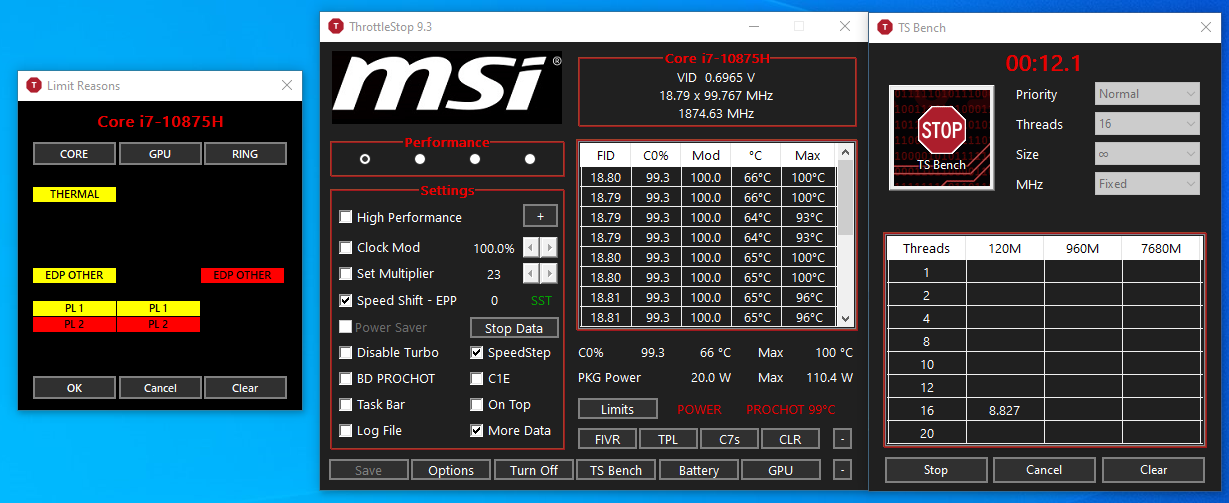 Limit Reasons
Core i7-10875H
CORE GPU RING
THERMAL
EDP OTHER EDP OTHER
PL 1 PL 1
PL 2 PL 2
OK Cancel Clear
ThrottleStop 9.3
msi®
Core i7-10875H
VID 0.6965 V
18.79 x 99.767 MHz
1874.63 MHz
Performance
Settings
High Performance +
Clock Mod 100.0%
Set Multiplier 23
Speed Shift - EPP 0 SST
Power Saver Stop Data
Disable Turbo SpeedStep
BD PROCHOT C1E
Task Bar On Top
Log File More Data
FID C0% Mod °C Max
18.80 99.3 100.0 66°C 100°C
18.79 99.3 100.0 66°C 100°C
18.79 99.3 100.0 64°C 93°C
18.79 99.3 100.0 64°C 93°C
18.80 99.3 100.0 65°C 100°C
18.80 99.3 100.0 65°C 100°C
18.81 99.3 100.0 65°C 96°C
18.81 99.3 100.0 65°C 96°C
C0% 99.3 66 °C Max 100 °C
PKG Power 20.0 W Max 110.4 W
Limits POWER PROCHOT 99°C
FIVR TPL C7s CLR -
Save Options Turn Off TS Bench Battery GPU -
TS Bench
00:12.1
STOP
TS Bench
Priority Normal
Threads 16
Size ∞
MHz Fixed
Threads 120M 960M 7680M
1
2
4
8
10
12
16 8.827
20
Stop Cancel Clear